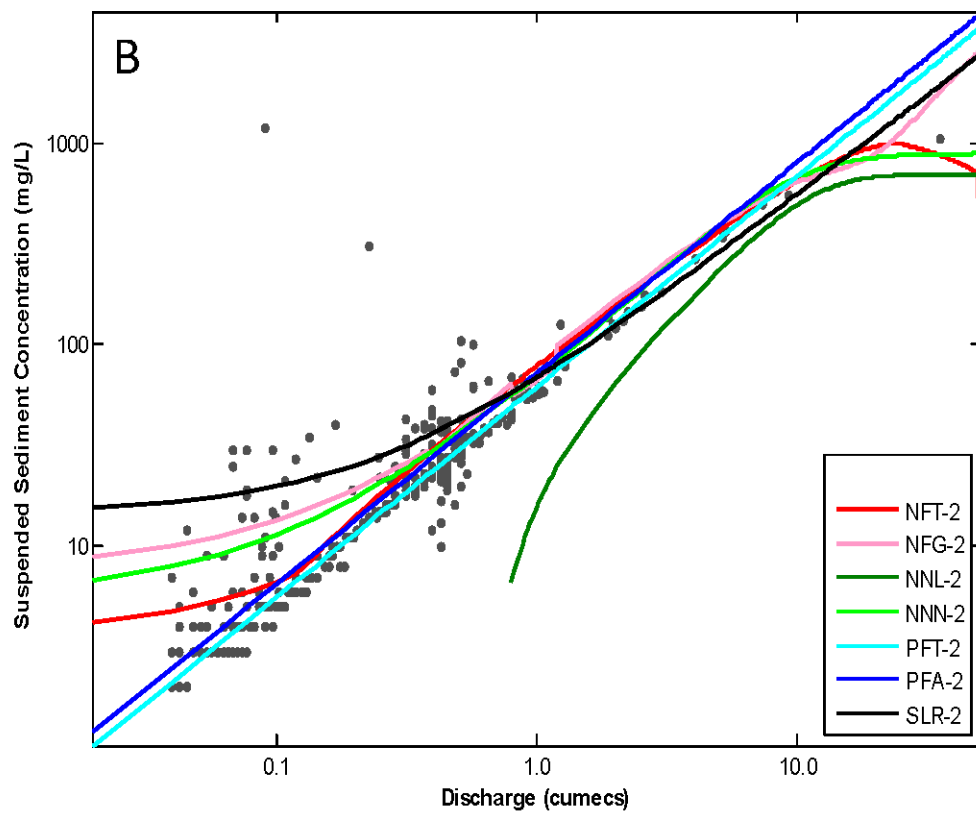 B
Suspended Sediment Concentration (mg/L)
1000
100
10
NFT-2
NFG-2
NNL-2
NNN-2
PFT-2
PFA-2
SLR-2
0.1
1.0
10.0
Discharge (cumecs)